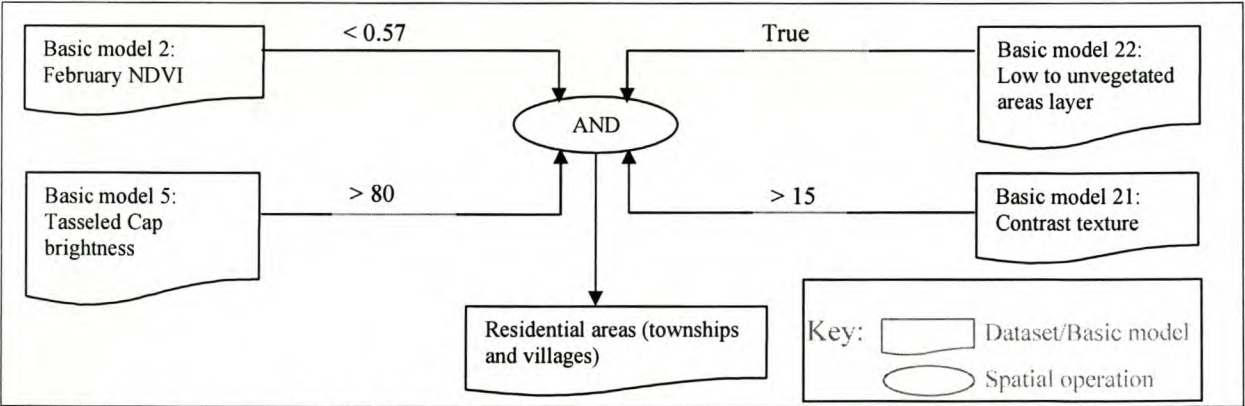 Basic model 2:
February NDVI
< 0.57
True
Basic model 22:
Low to unvegetated
areas layer
AND
Basic model 5:
Tasseled Cap
brightness
> 80
> 15
Basic model 21:
Contrast texture
Residential areas (townships
and villages)
Key:
Dataset/Basic model
Spatial operation